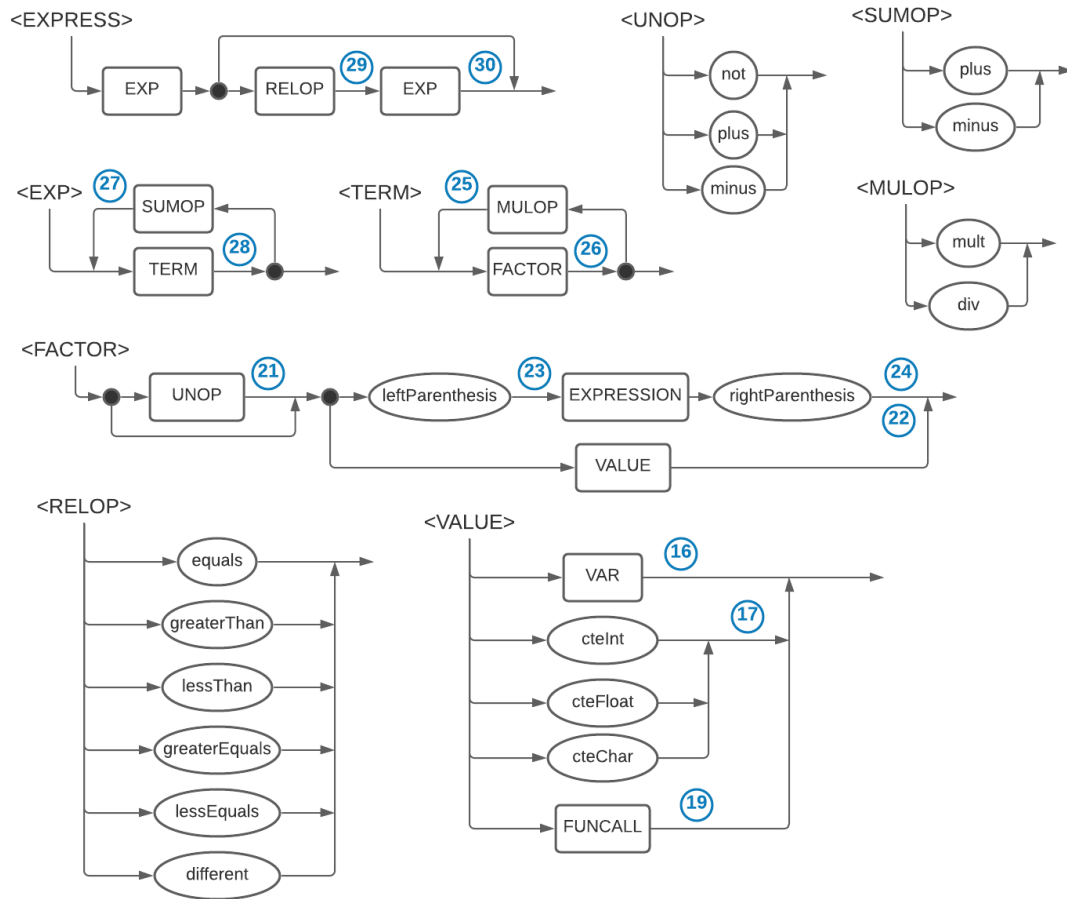 <EXPRESS>
EXP
RELOP
29
EXP
30
<UNOP>
not
plus
minus
<SUMOP>
plus
minus
<EXP>
27
SUMOP
TERM
28
<TERM>
25
MULOP
FACTOR
26
<MULOP>
mult
div
<FACTOR>
UNOP
21
leftParenthesis
23
EXPRESSION
rightParenthesis
24
22
VALUE
<RELOP>
equals
greaterThan
lessThan
greaterEquals
lessEquals
different
<VALUE>
VAR
16
cteInt
17
cteFloat
cteChar
FUNCALL
19